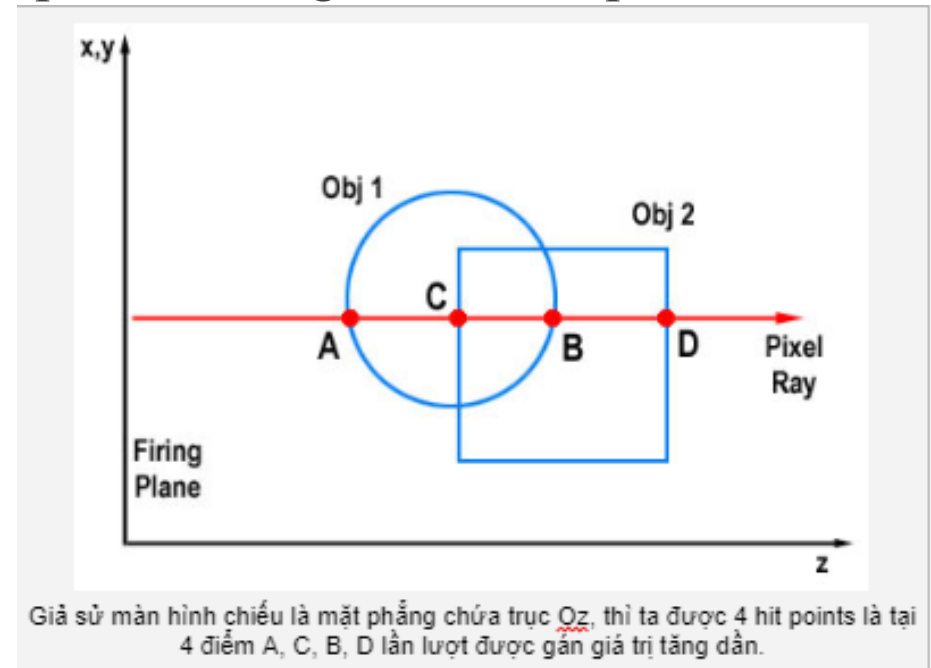 x,y
Obj 1
Obj 2
C
A
B
D
Pixel
Ray
Firing
Plane
z
Giả sử màn hình chiếu là mặt phẳng chứa trục Oz, thì ta được 4 hit points là tại
4 điểm A, C, B, D lần lượt được gán giá trị tăng dần.